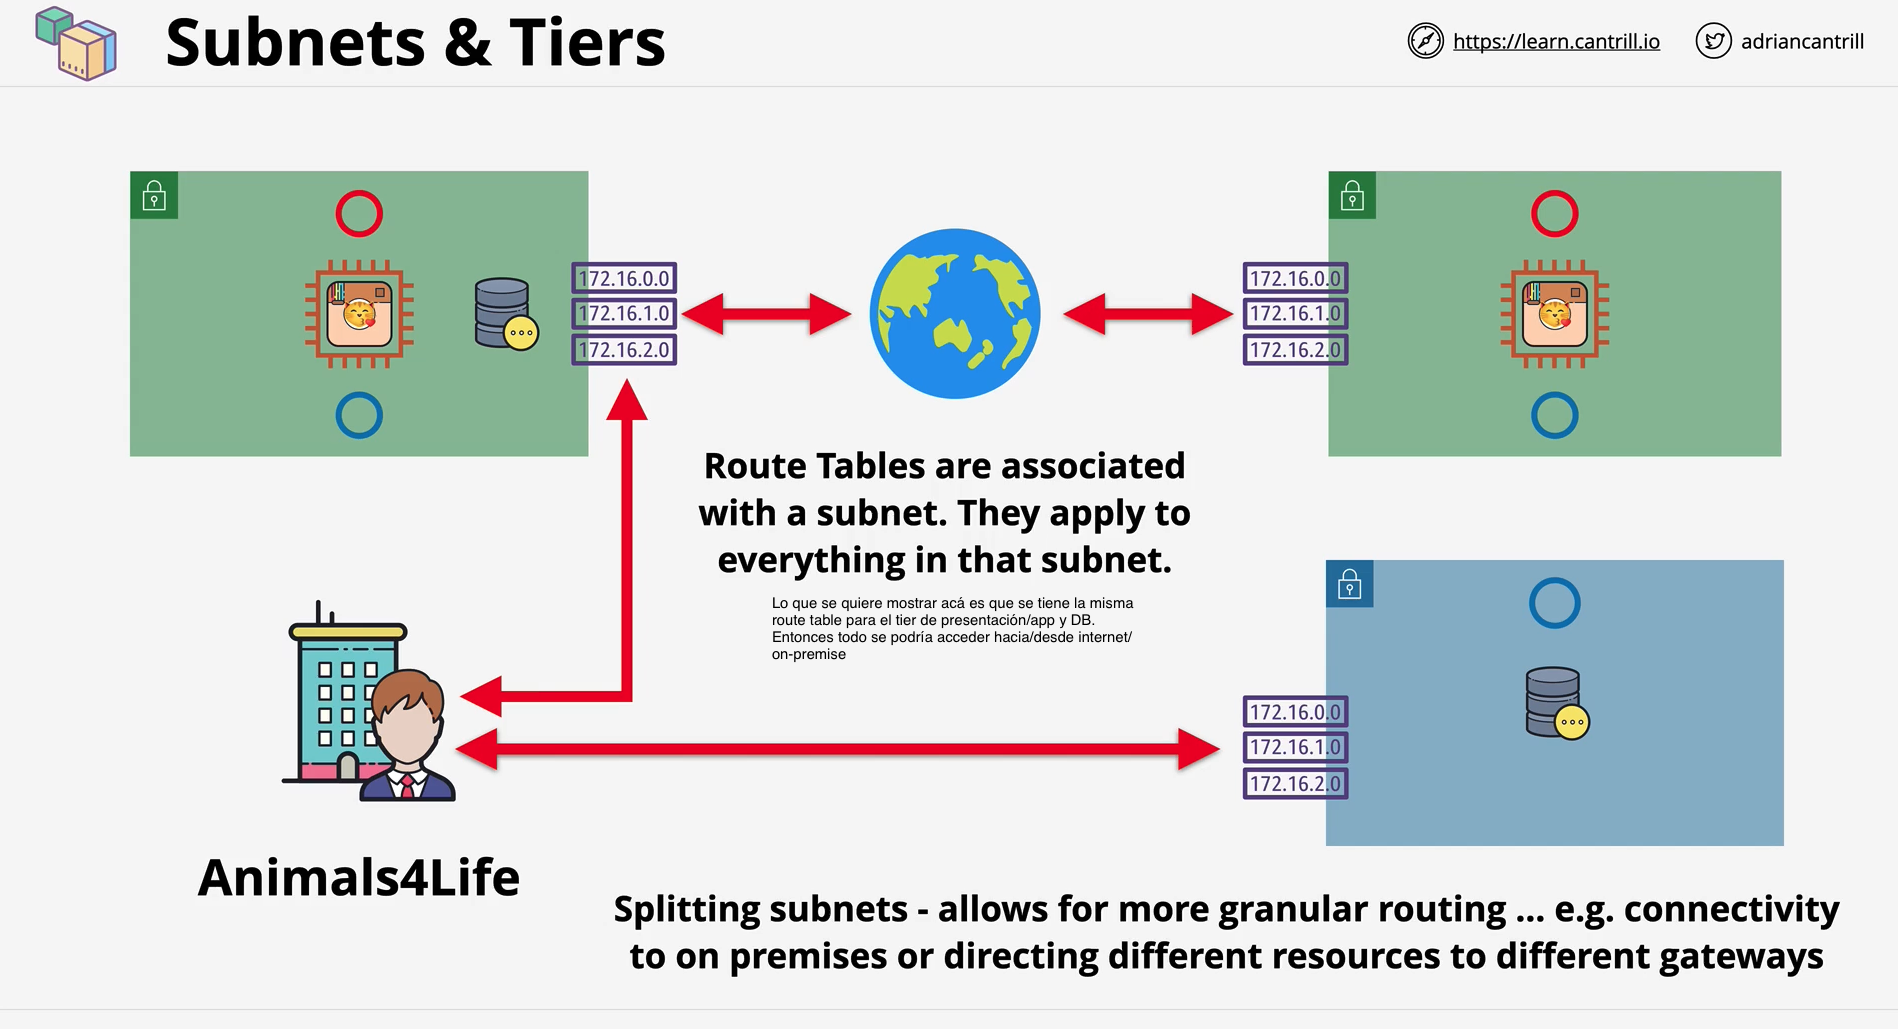 Subnets & Tiers
https://learn.cantrill.io
adriancantrill
172.16.0.0
172.16.1.0
172.16.2.0
172.16.0.0
172.16.1.0
172.16.2.0
Route Tables are associated
with a subnet. They apply to
everything in that subnet.
Lo que se quiere mostrar acá es que se tiene la misma
route table para el tier de presentación/app y DB.
Entonces todo se podría acceder hacia/desde internet/
on-premise
172.16.0.0
172.16.1.0
172.16.2.0
Animals4Life
Splitting subnets - allows for more granular routing ... e.g. connectivity
to on premises or directing different resources to different gateways